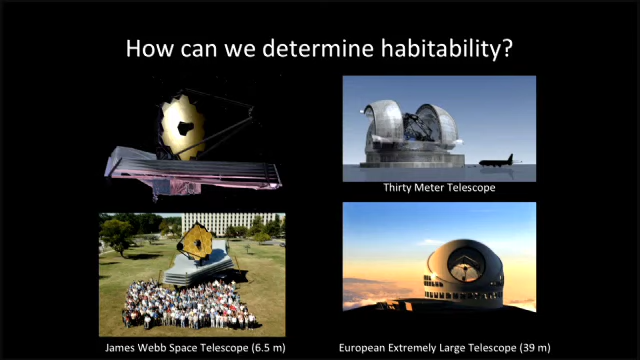 How can we determine habitability?
Thirty Meter Telescope
James Webb Space Telescope (6.5 m)
European Extremely Large Telescope (39 m)